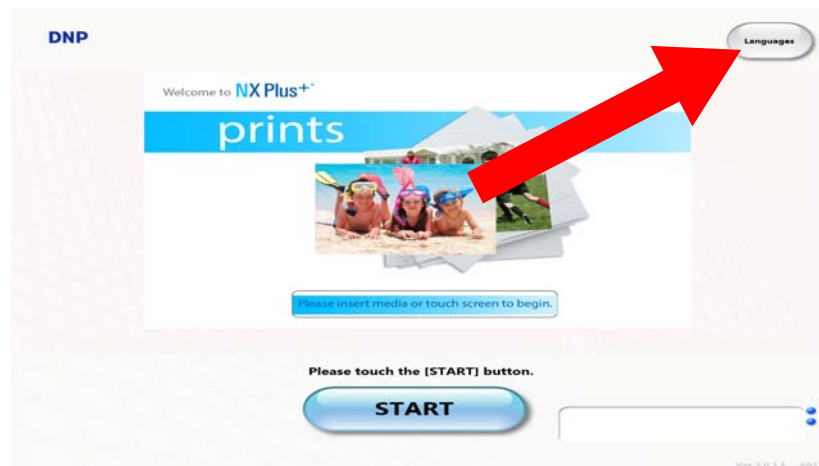 DNP
Languages
Welcome to NX Plus+™
prints
Please insert media or touch screen to begin.
Please touch the [START] button.
START